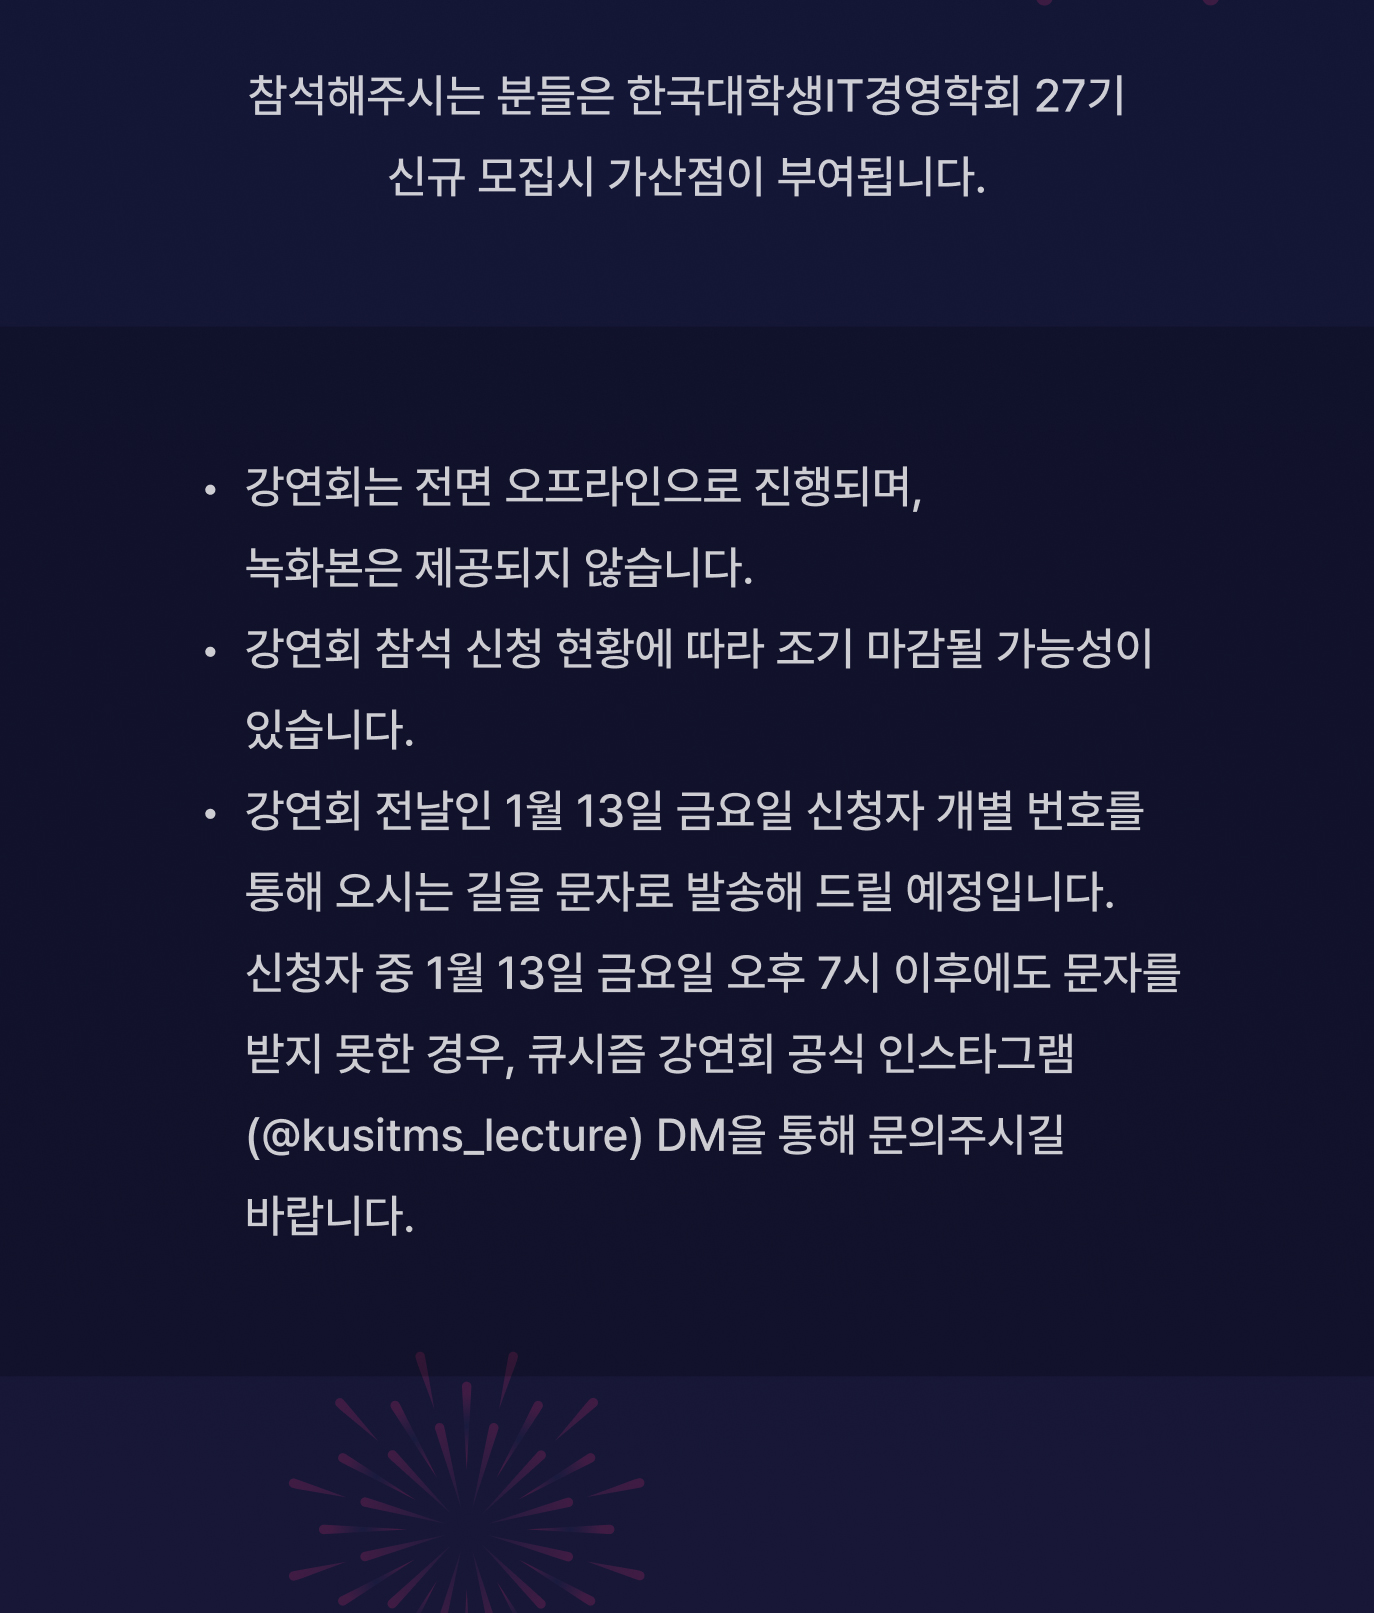 참석해주시는 분들은 한국대학생IT경영학회 27기
신규 모집시 가산점이 부여됩니다.
• 강연회는 전면 오프라인으로 진행되며,
녹화본은 제공되지 않습니다.
• 강연회 참석 신청 현황에 따라 조기 마감될 가능성이
있습니다.
• 강연회 전날인 1월 13일 금요일 신청자 개별 번호를
통해 오시는 길을 문자로 발송해 드릴 예정입니다.
신청자 중 1월 13일 금요일 오후 7시 이후에도 문자를
받지 못한 경우, 큐시즘 강연회 공식 인스타그램
(@kusitms_lecture) DM을 통해 문의주시길
바랍니다.